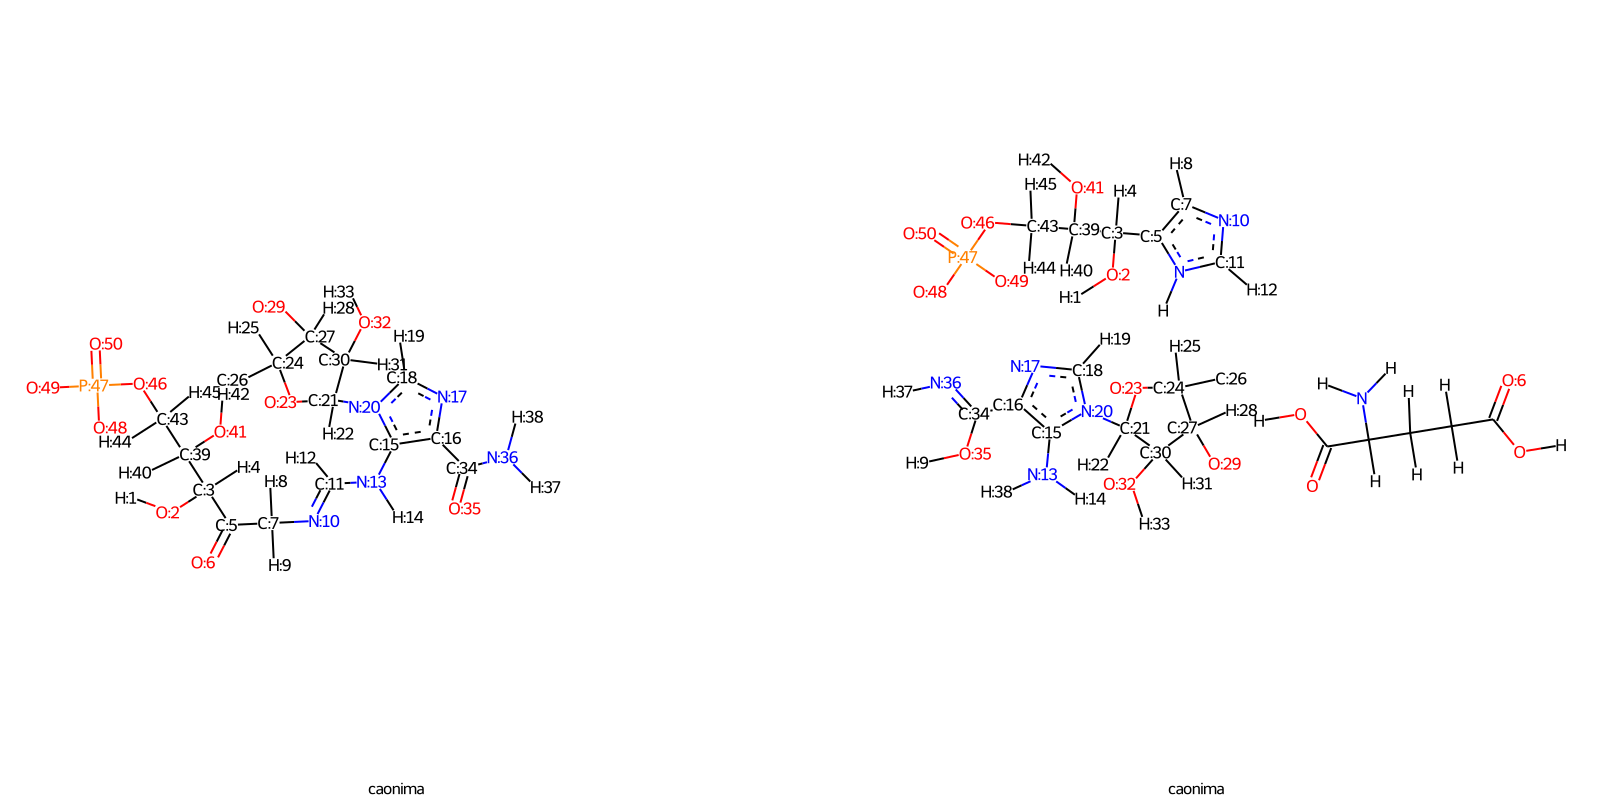 H:42
H:8
H:45
O:41
H:4
O:46
C:7
N:10
O:50
C:43
C:39
C:3
C:5
P:47
C:11
H:44
H:40
O:2
N
O:48
O:49
H:1
H:12
H
H:33
O:29
H:28
H:25
O:32
H:19
C:27
C:24
C:30
H:31
C:18
O:50
C:26
O:49
P:47
O:46
H:45
H:42
O:23
C:21
N:20
N:17
O:48
H:44
C:43
O:41
H:22
C:15
C:16
H:38
C:39
H:12
C:34
N:36
H:40
H:4
H:8
C:11
N:13
H:37
H:1
C:3
O:35
O:2
C:5
C:7
N:10
H:14
O:6
H:9
H:19
H:25
N:17
C:18
C:26
H:37
N:36
O:23
C:24
C:34
C:16
N:20
H:28
C:15
C:21
C:27
H:9
O:35
H:22
C:30
O:29
N:13
O:32
H:31
H:38
H:14
H:33
H
H
H
H
O:6
N
H
O
O
H
O
H
H
H
caonima
caonima